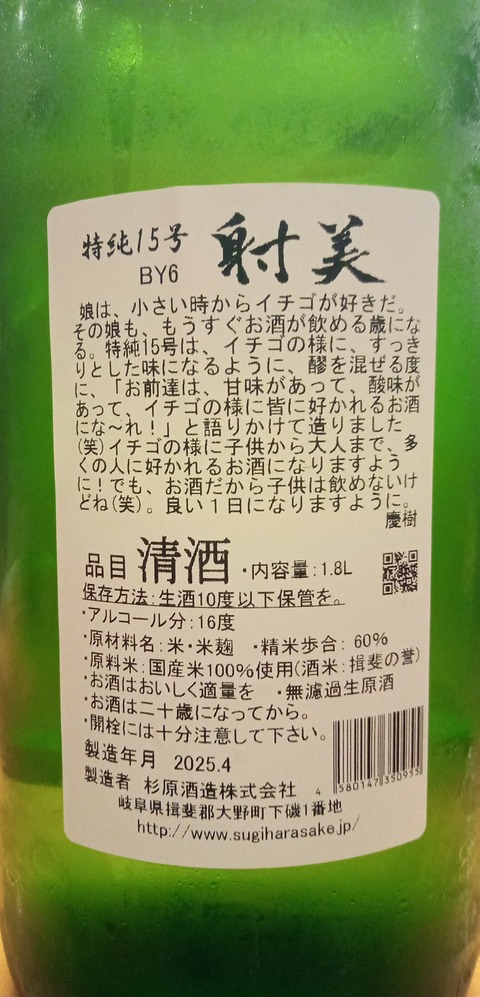 特純15号 射美
BY6
娘は、小さい時からイチゴが好きだ。
その娘も、もうすぐお酒が飲める歳にな
る。特純15号は、イチゴの様に、すっき
りとした味になるように、醪を混ぜる度
に、「お前達は、甘味があって、酸味が
あって、イチゴの様に皆に好かれるお酒
にな〜れ！」と語りかけて造りました
(笑)イチゴの様に子供から大人まで、多
くの人に好かれるお酒になりますよう
に！でも、お酒だから子供は飲めないけ
どね(笑)。良い１日になりますように。
慶樹
品目 清酒 ・内容量：1.8L
保存方法：生酒10度以下保管を。
・アルコール分：16度
・原材料名：米・米麹 ・精米歩合：60%
・原料米：国産米100%使用(酒米：揖斐の誉)
・お酒はおいしく適量を ・無濾過生原酒
・お酒は二十歳になってから。
・開栓には十分注意して下さい。
製造年月 2025.4
製造者 杉原酒造株式会社
4 580147 350935
岐阜県揖斐郡大野町下磯1番地
http://www.sugiharasake.jp/